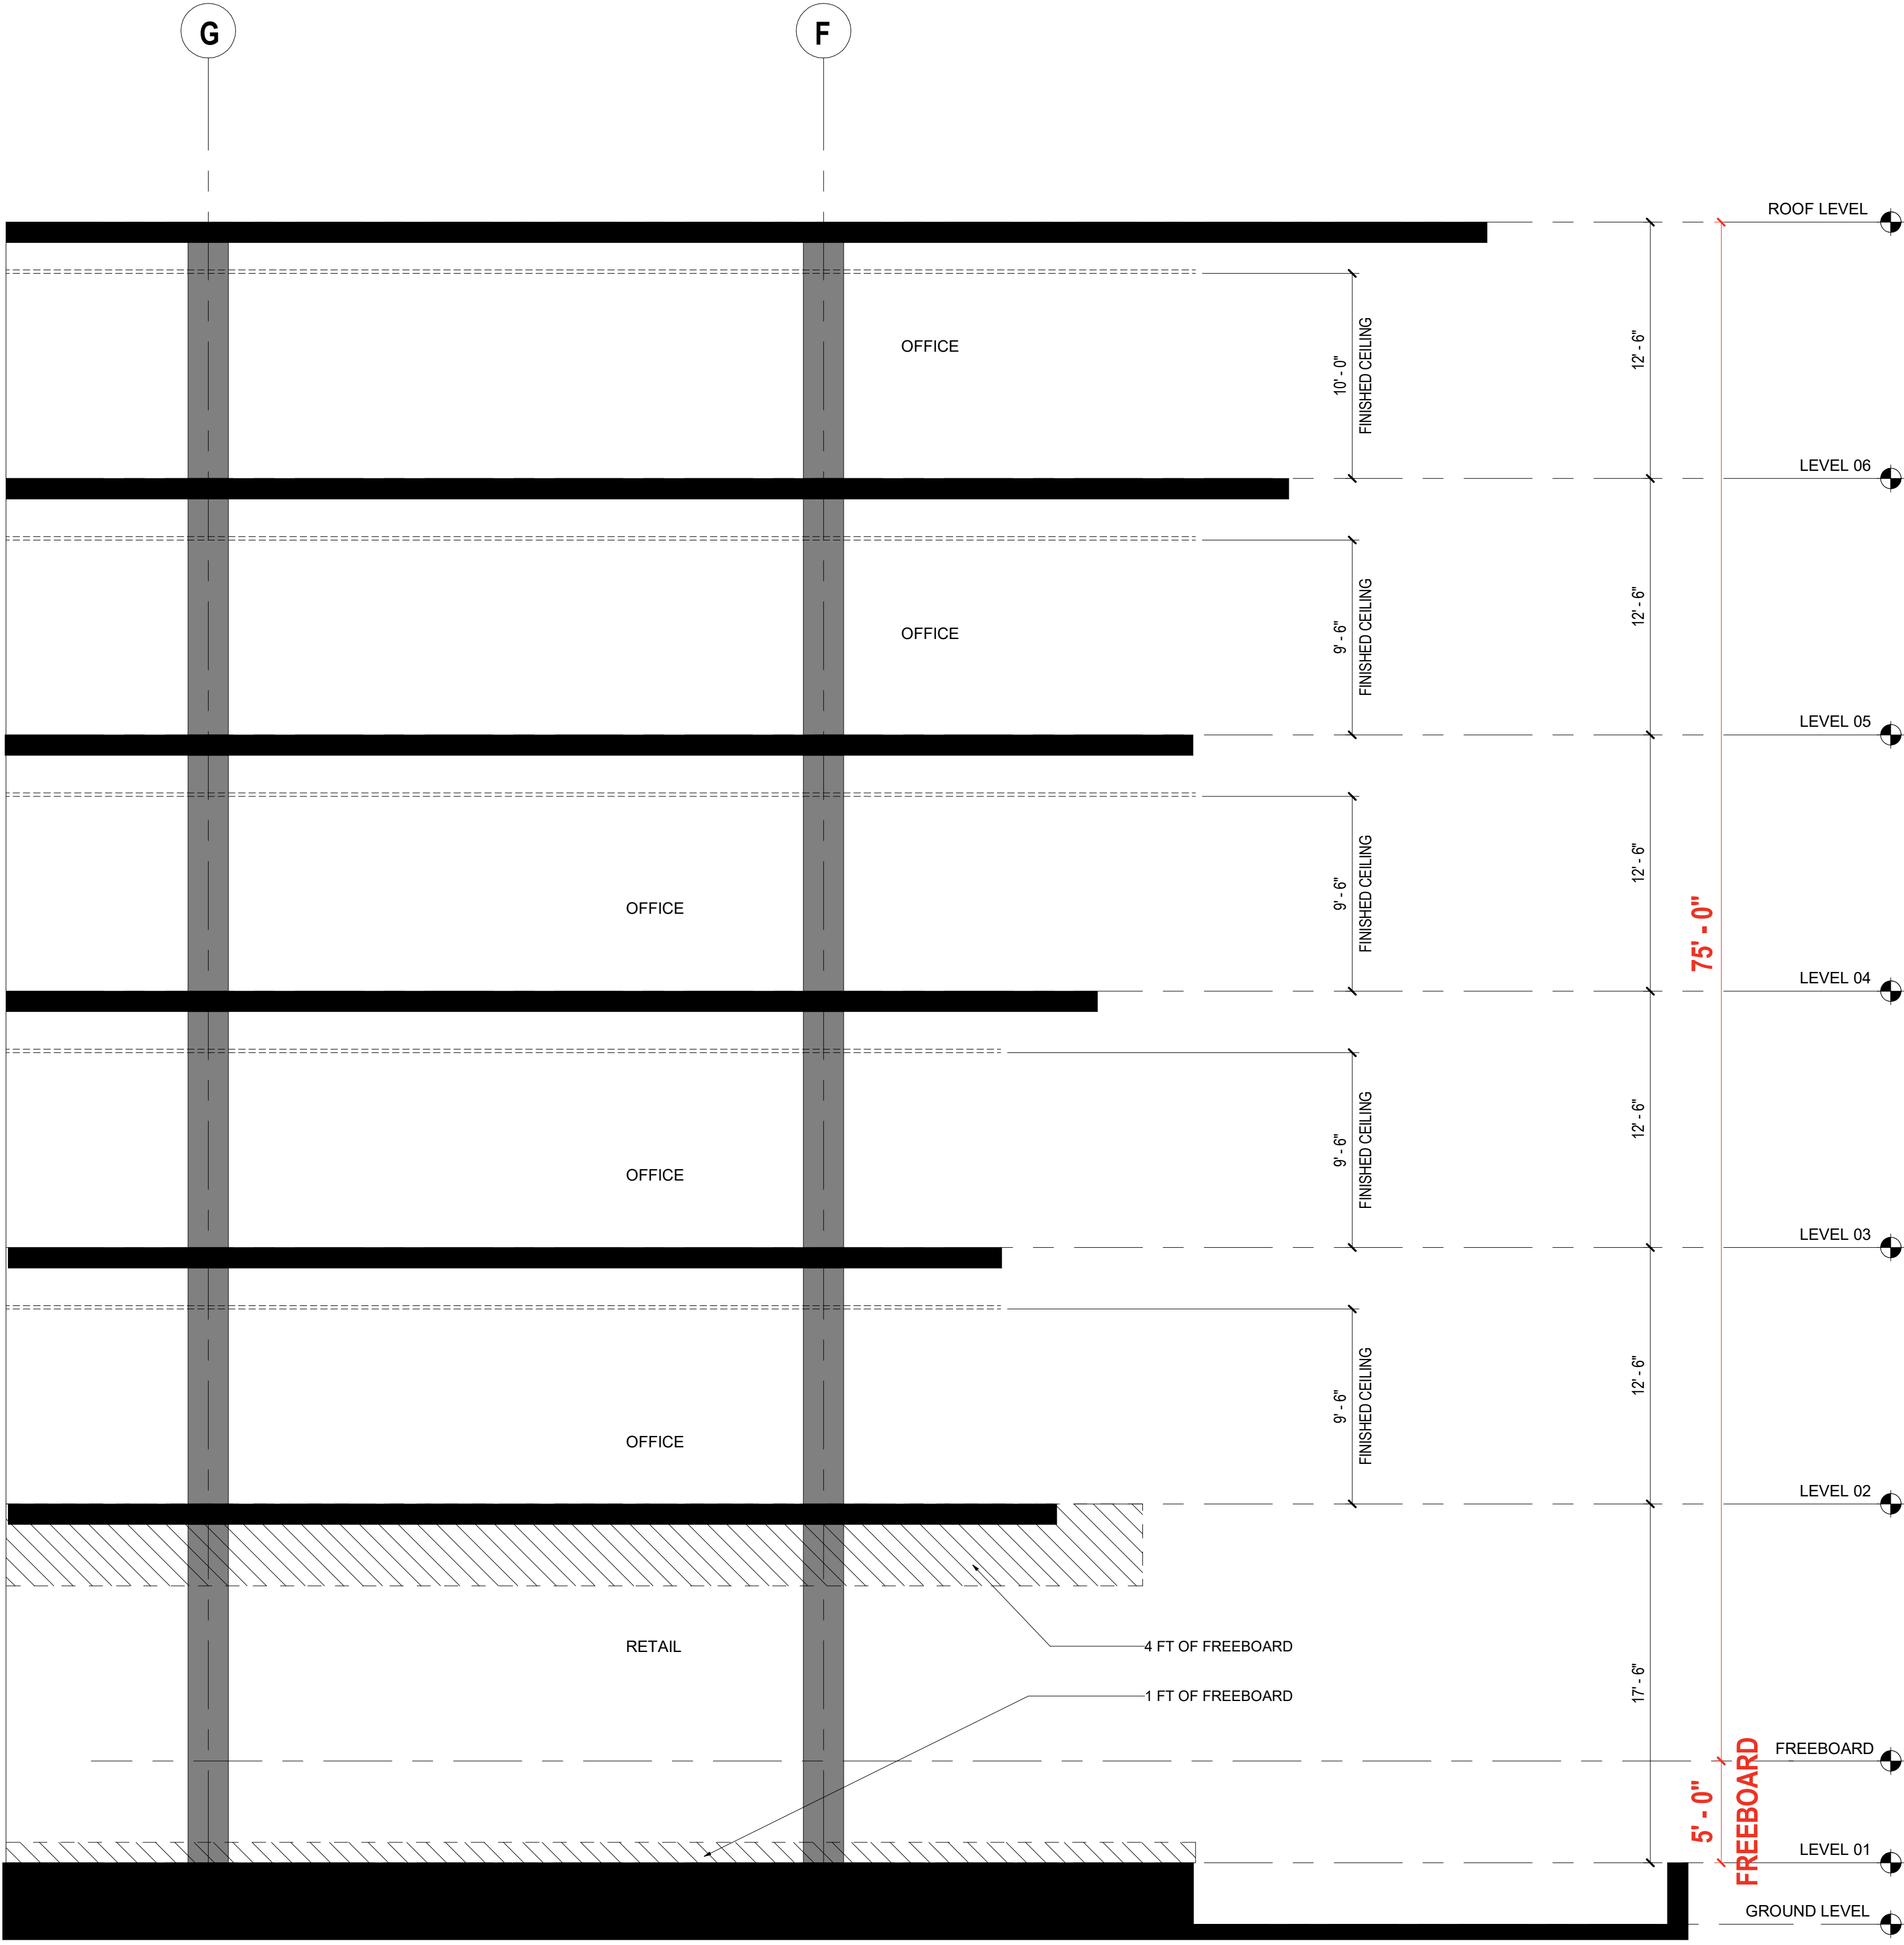 G
F
ROOF LEVEL
OFFICE
10' - 0"
FINISHED CEILING
12' - 6"
LEVEL 06
OFFICE
9' - 6"
FINISHED CEILING
12' - 6"
LEVEL 05
OFFICE
9' - 6"
FINISHED CEILING
12' - 6"
75' - 0"
LEVEL 04
OFFICE
9' - 6"
FINISHED CEILING
12' - 6"
LEVEL 03
OFFICE
9' - 6"
FINISHED CEILING
12' - 6"
LEVEL 02
RETAIL
4 FT OF FREEBOARD
1 FT OF FREEBOARD
17' - 6"
FREEBOARD
5' - 0"
FREEBOARD
LEVEL 01
GROUND LEVEL